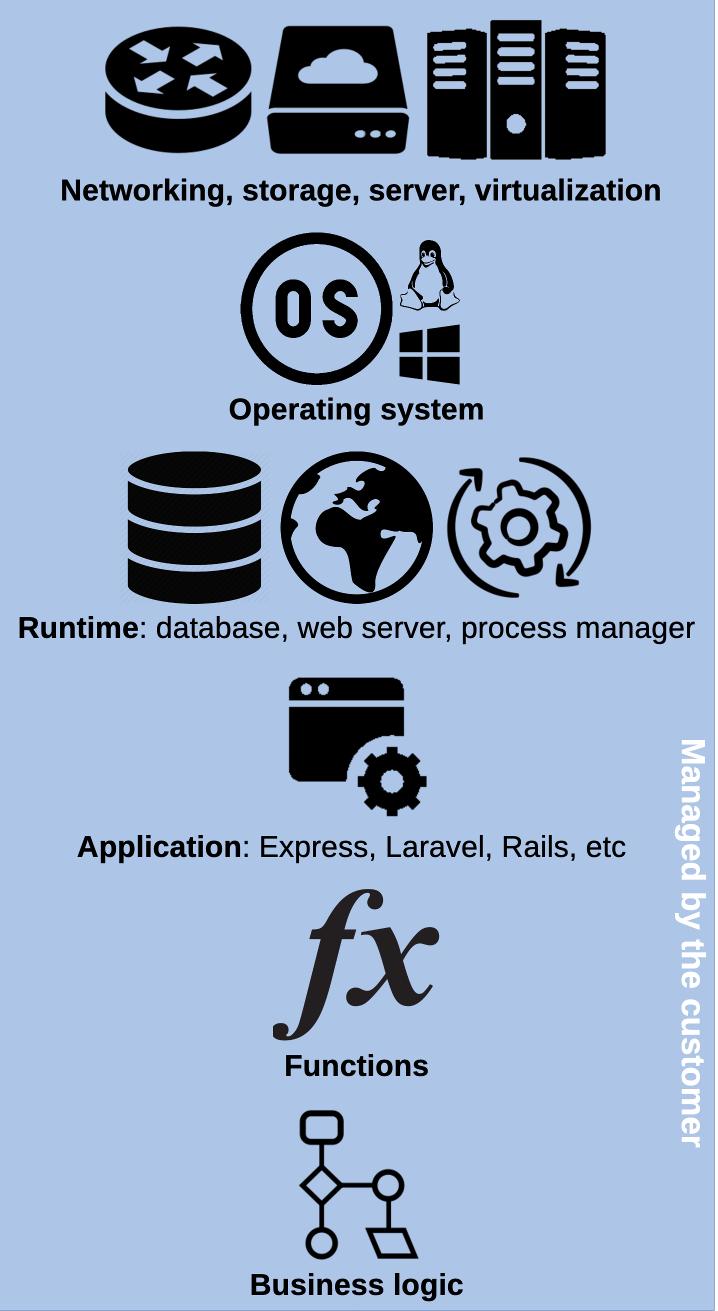 Networking, storage, server, virtualization
OS
Operating system
Runtime: database, web server, process manager
Application: Express, Laravel, Rails, etc
fx
Functions
Business logic
Managed by the customer